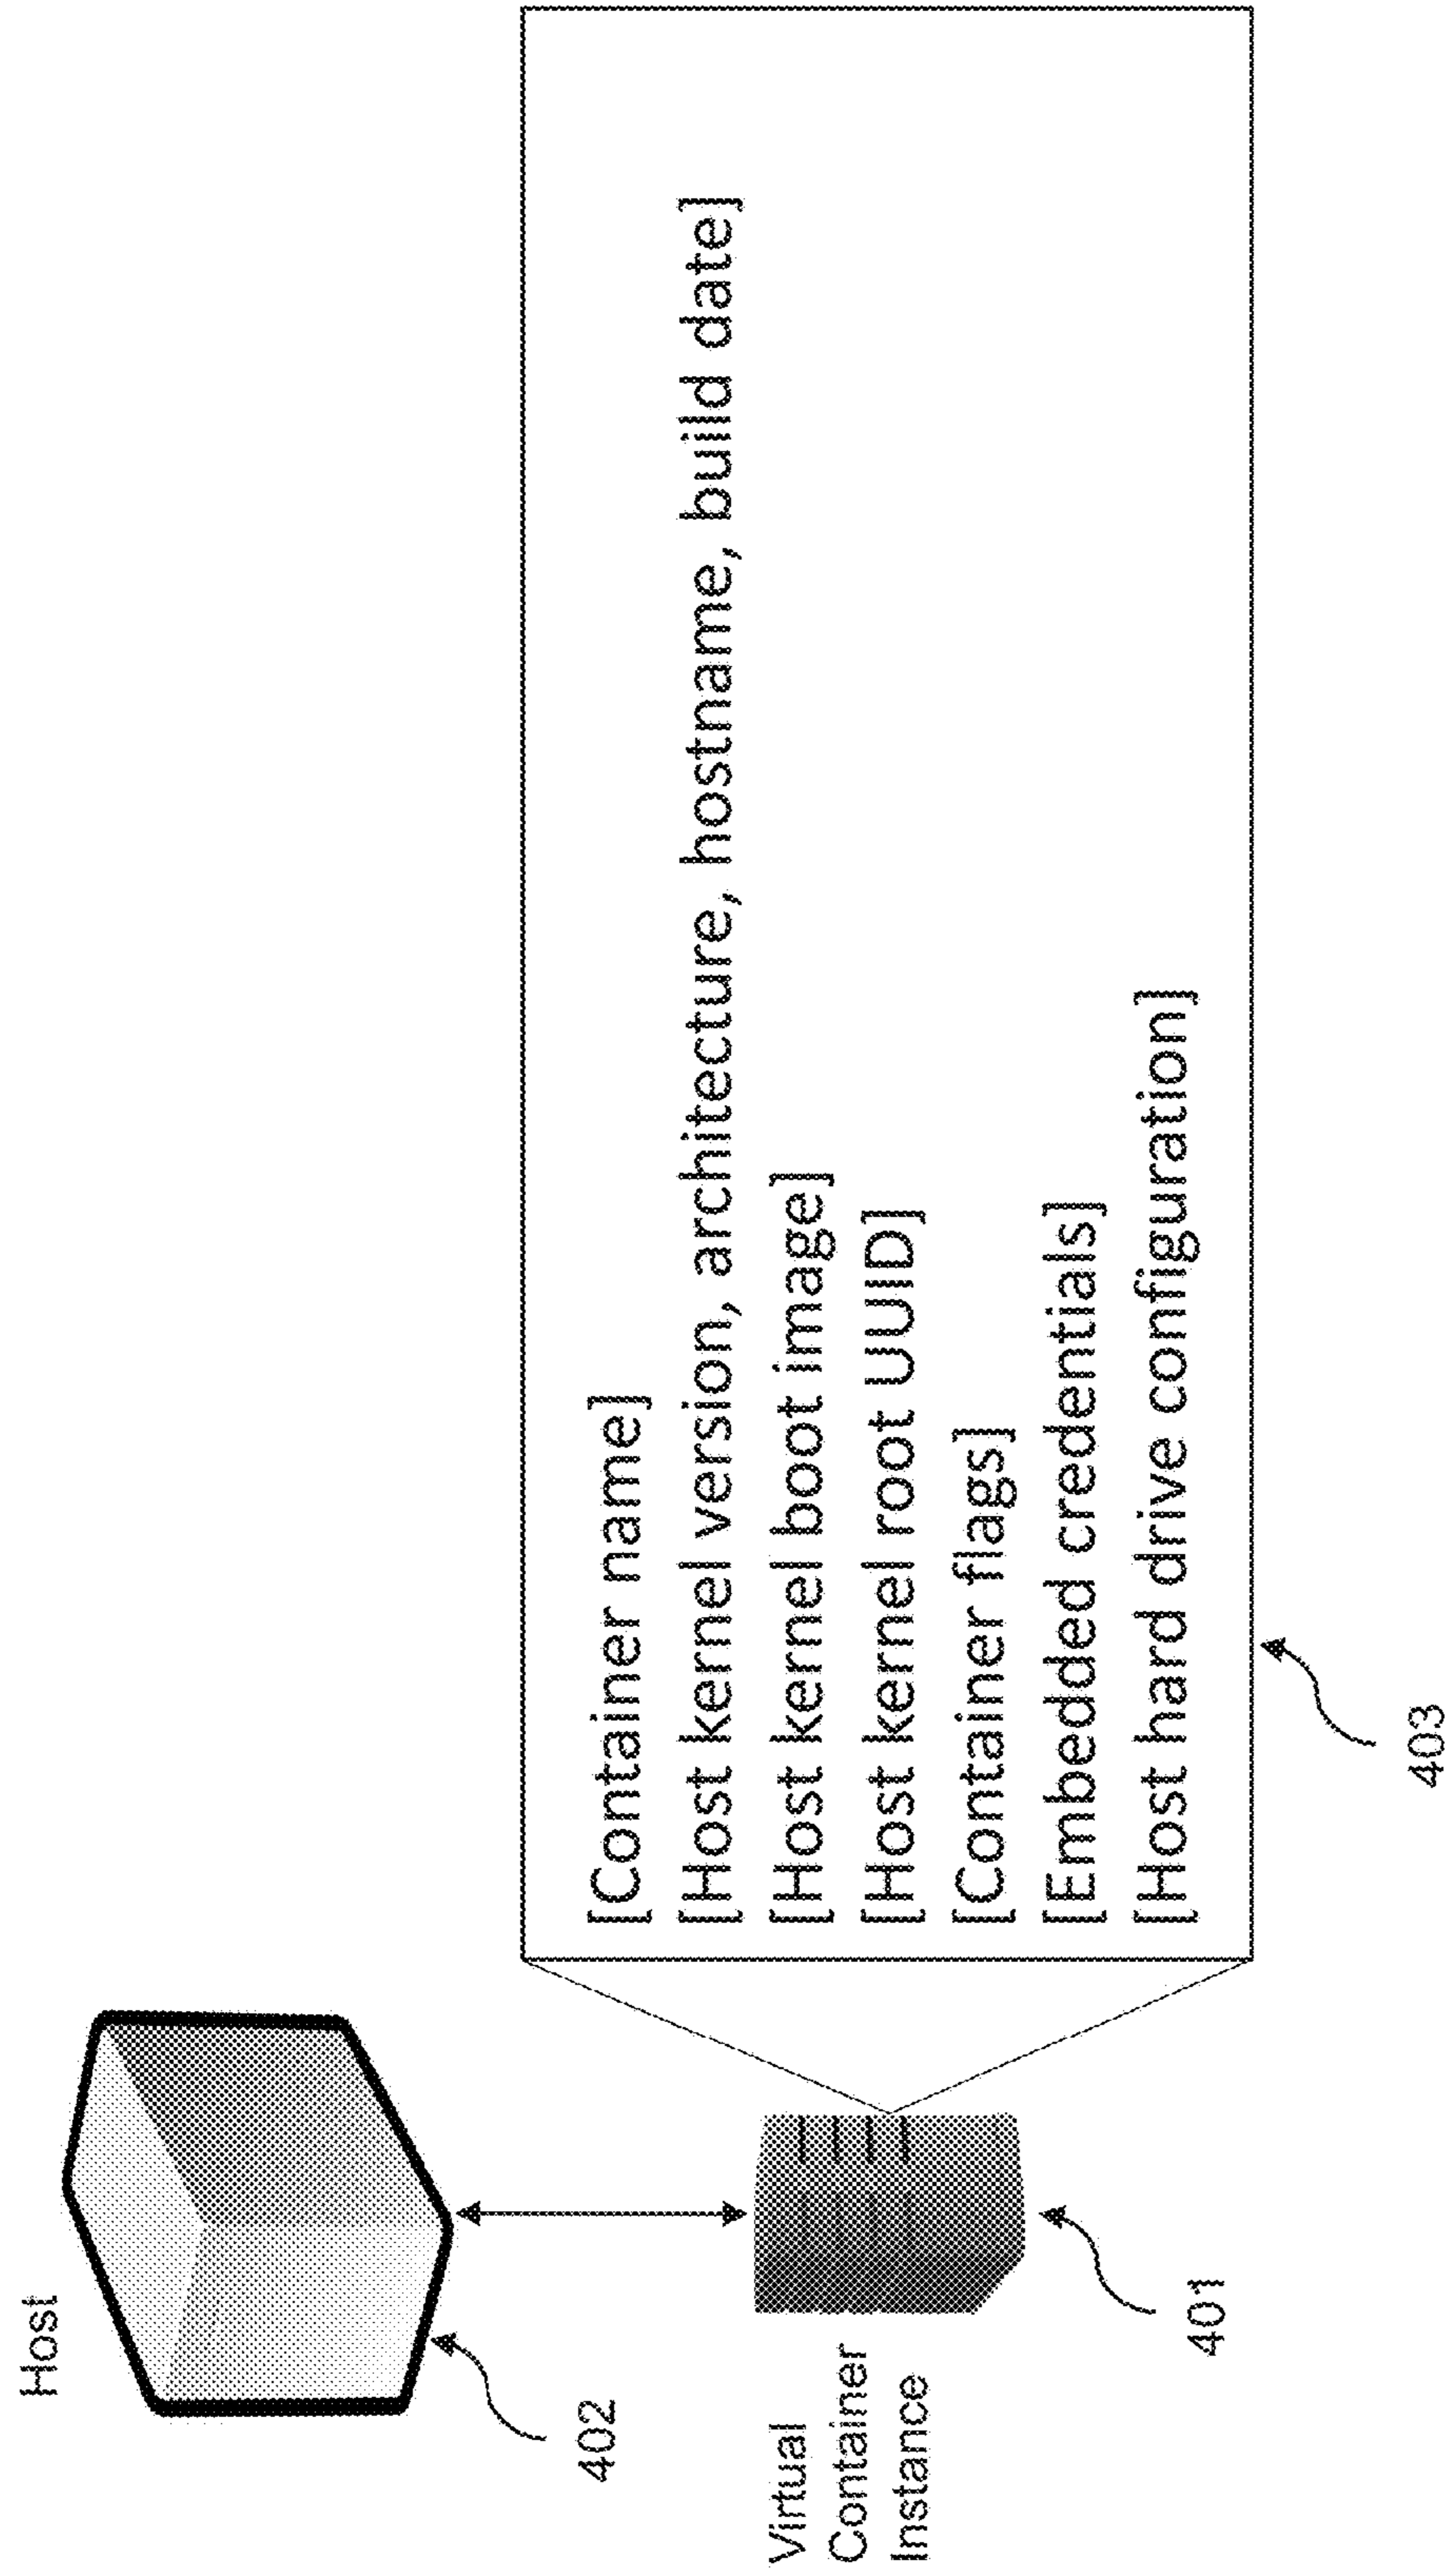 Host
402
Virtual
Container
Instance
401
[Container name]
[Host kernel version, architecture, hostname, build date]
[Host kernel boot image]
[Host kernel root UUID]
[Container flags]
[Embedded credentials]
[Host hard drive configuration]
403